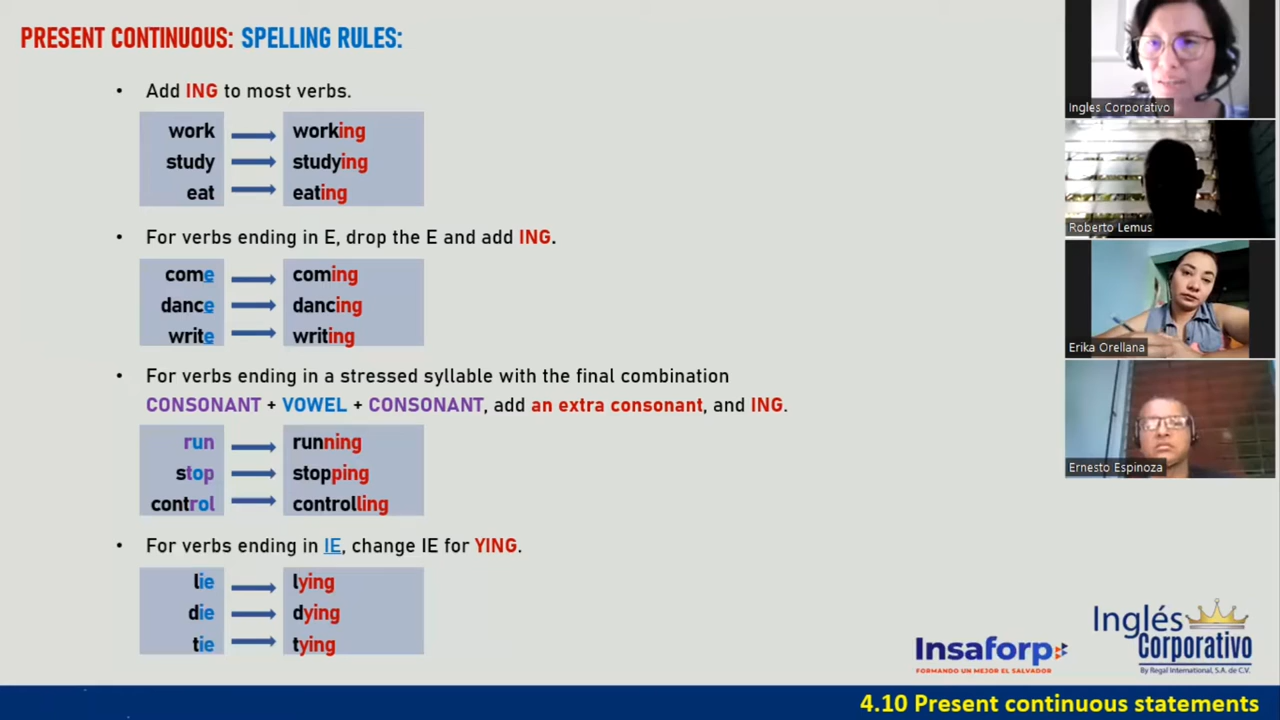 PRESENT CONTINUOUS: SPELLING RULES:
• Add ING to most verbs.
work working
study studying
eat eating
• For verbs ending in E, drop the E and add ING.
come coming
dance dancing
write writing
• For verbs ending in a stressed syllable with the final combination
CONSONANT + VOWEL + CONSONANT, add an extra consonant, and ING.
run running
stop stopping
control controlling
• For verbs ending in IE, change IE for YING.
lie lying
die dying
tie tying
Ingles Corporativo
Roberto Lemus
Erika Orellana
Ernesto Espinoza
Insaforp
FORMANDO UN MEJOR EL SALVADOR
Inglés
Corporativo
By Regal International, S.A. de C.V.
4.10 Present continuous statements